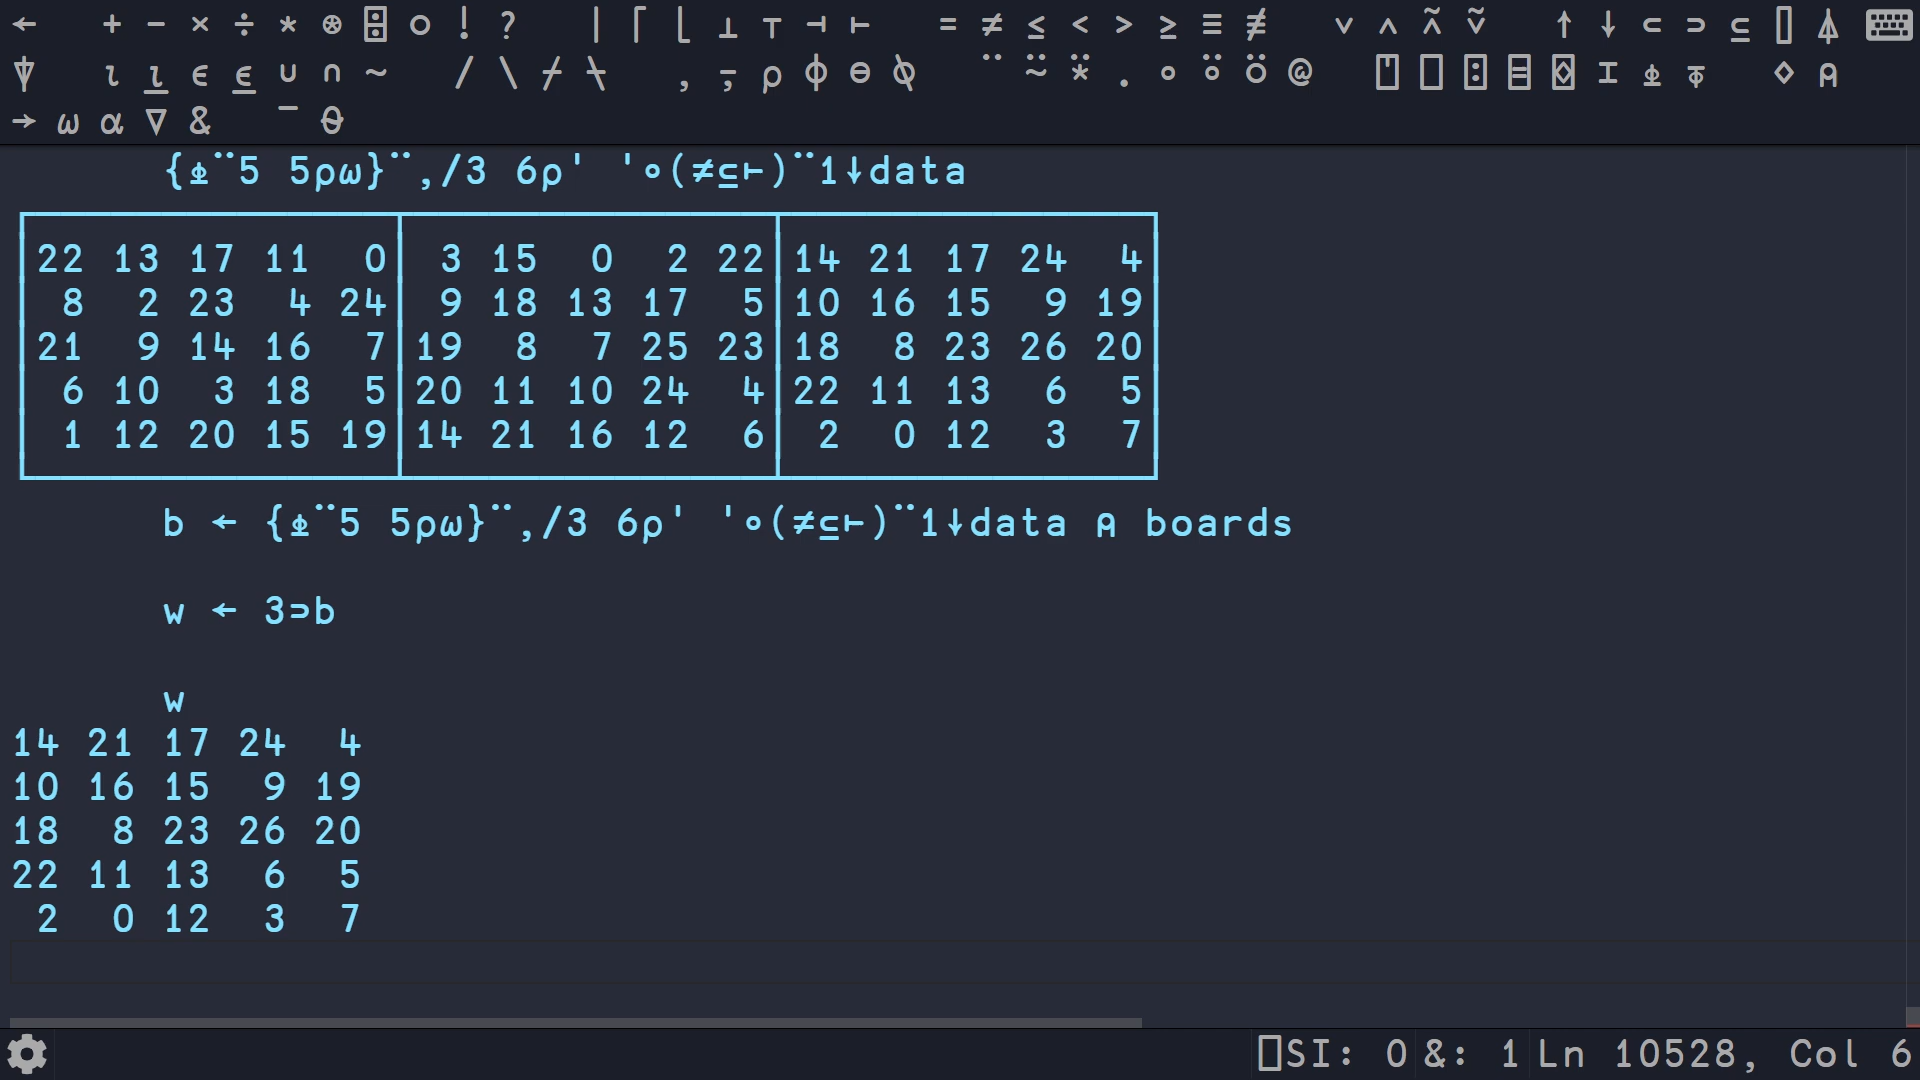 ← + - × ÷ * ⍟ ⌹ ○ ! ? | ⌈ ⌊ ⊥ ⊤ ⊣ ⊢ = ≠ ≤ < > ≥ ≡ ≢ ∨ ∧ ⍲ ⍱ ↑ ↓ ⊂ ⊃ ⊆ ⌷ ⍋
⍒ ⍳ ⍸ ∊ ⍷ ∪ ∩ ~ / \ ⌿ ⍀ , ⍪ ⍴ ⌽ ⊖ ⍉ ¨ ⍨ ⍣ . ∘ ⍤ ⍥ @ ⍞ ⎕ ⍠ ⌸ ⌺ ⌶ ⍎ ⍕ ⋄ ⍝
→ ⍵ ⍺ ∇ & ¯ ⍬
{⍎¨5 5⍴⍵}¨,/3 6⍴' '∘(≠⊆⊢)¨1↓data
22 13 17 11 0 3 15 0 2 22 14 21 17 24 4
8 2 23 4 24 9 18 13 17 5 10 16 15 9 19
21 9 14 16 7 19 8 7 25 23 18 8 23 26 20
6 10 3 18 5 20 11 10 24 4 22 11 13 6 5
1 12 20 15 19 14 21 16 12 6 2 0 12 3 7
b ← {⍎¨5 5⍴⍵}¨,/3 6⍴' '∘(≠⊆⊢)¨1↓data ⍝ boards
w ← 3⊃b
w
14 21 17 24 4
10 16 15 9 19
18 8 23 26 20
22 11 13 6 5
2 0 12 3 7
⎕SI: 0 &: 1 Ln 10528, Col 6